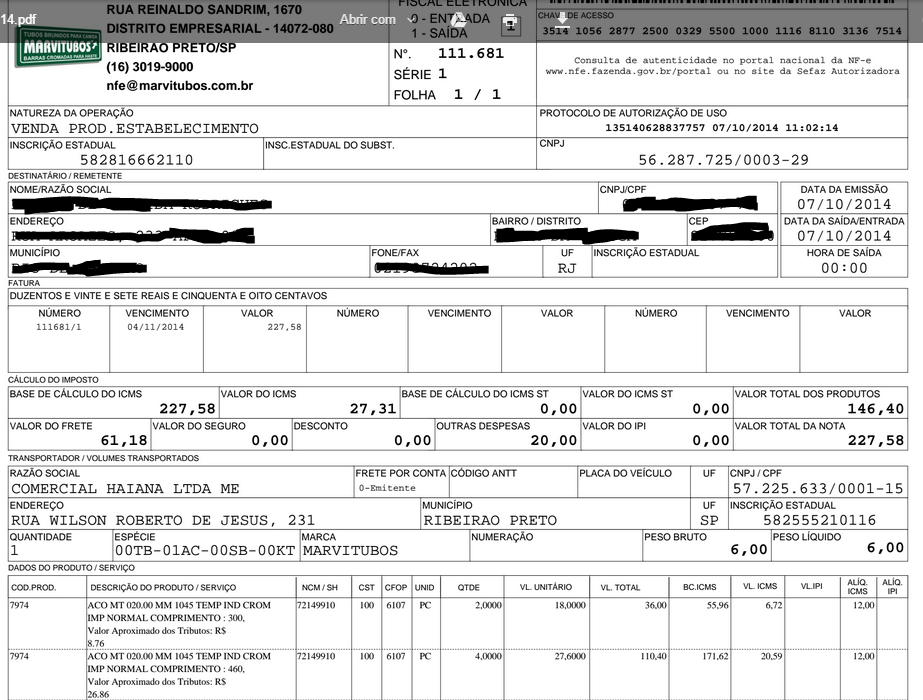 14.pdf
Abrir com
RUA REINALDO SANDRIM, 1670
DISTRITO EMPRESARIAL - 14072-080
RIBEIRAO PRETO/SP
(16) 3019-9000
nfe@marvitubos.com.br
TUBOS BRUNIDOS PARA CAMISA
MARVITUBOS
BARRAS CROMADAS PARA HASTE
FISCAL ELETRÔNICA
0 - ENTRADA
1 - SAÍDA
1
Nº. 111.681
SÉRIE 1
FOLHA 1 / 1
CHAVE DE ACESSO
3514 1056 2877 2500 0329 5500 1000 1116 8110 3136 7514
Consulta de autenticidade no portal nacional da NF-e
www.nfe.fazenda.gov.br/portal ou no site da Sefaz Autorizadora
NATUREZA DA OPERAÇÃO PROTOCOLO DE AUTORIZAÇÃO DE USO
VENDA PROD.ESTABELECIMENTO 135140628837757 07/10/2014 11:02:14
INSCRIÇÃO ESTADUAL INSC.ESTADUAL DO SUBST. CNPJ
582816662110 56.287.725/0003-29
DESTINATÁRIO / REMETENTE
NOME/RAZÃO SOCIAL CNPJ/CPF DATA DA EMISSÃO
07/10/2014
ENDEREÇO BAIRRO / DISTRITO CEP DATA DA SAÍDA/ENTRADA
07/10/2014
MUNICÍPIO FONE/FAX UF INSCRIÇÃO ESTADUAL HORA DE SAÍDA
RJ 00:00
FATURA
DUZENTOS E VINTE E SETE REAIS E CINQUENTA E OITO CENTAVOS
NÚMERO VENCIMENTO VALOR NÚMERO VENCIMENTO VALOR NÚMERO VENCIMENTO VALOR
111681/1 04/11/2014 227,58
CÁLCULO DO IMPOSTO
BASE DE CÁLCULO DO ICMS VALOR DO ICMS BASE DE CÁLCULO DO ICMS ST VALOR DO ICMS ST VALOR TOTAL DOS PRODUTOS
227,58 27,31 0,00 0,00 146,40
VALOR DO FRETE VALOR DO SEGURO DESCONTO OUTRAS DESPESAS VALOR DO IPI VALOR TOTAL DA NOTA
61,18 0,00 0,00 20,00 0,00 227,58
TRANSPORTADOR / VOLUMES TRANSPORTADOS
RAZÃO SOCIAL FRETE POR CONTA CÓDIGO ANTT PLACA DO VEÍCULO UF CNPJ / CPF
COMERCIAL HAIANA LTDA ME 0-Emitente 57.225.633/0001-15
ENDEREÇO MUNICÍPIO UF INSCRIÇÃO ESTADUAL
RUA WILSON ROBERTO DE JESUS, 231 RIBEIRAO PRETO SP 582555210116
QUANTIDADE ESPÉCIE MARCA NUMERAÇÃO PESO BRUTO PESO LÍQUIDO
1 00TB-01AC-00SB-00KT MARVITUBOS 6,00 6,00
DADOS DO PRODUTO / SERVIÇO
COD.PROD. DESCRIÇÃO DO PRODUTO / SERVIÇO NCM / SH CST CFOP UNID QTDE VL. UNITÁRIO VL. TOTAL BC.ICMS VL. ICMS VL.IPI ALÍQ. ICMS ALÍQ. IPI
7974 ACO MT 020.00 MM 1045 TEMP IND CROM 72149910 100 6107 PC 2,0000 18,0000 36,00 55,96 6,72 12,00
IMP NORMAL COMPRIMENTO : 300,
Valor Aproximado dos Tributos: R$
8.76
7974 ACO MT 020.00 MM 1045 TEMP IND CROM 72149910 100 6107 PC 4,0000 27,6000 110,40 171,62 20,59 12,00
IMP NORMAL COMPRIMENTO : 460,
Valor Aproximado dos Tributos: R$
26.86